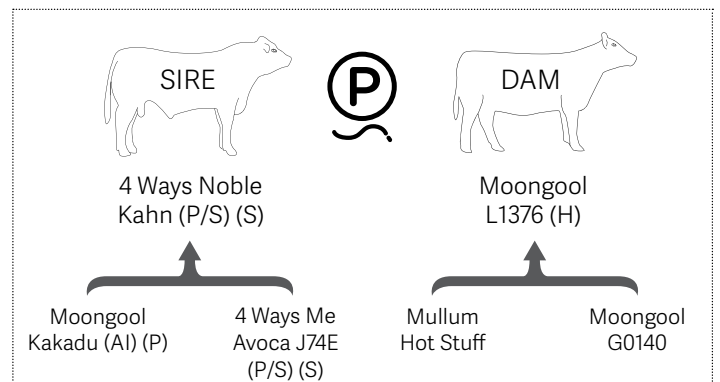 SIRE
P
DAM
4 Ways Noble
Kahn (P/S) (S)
Moongool
L1376 (H)
Moongool
Kakadu (AI) (P)
4 Ways Me
Avoca J74E
(P/S) (S)
Mullum
Hot Stuff
Moongool
G0140